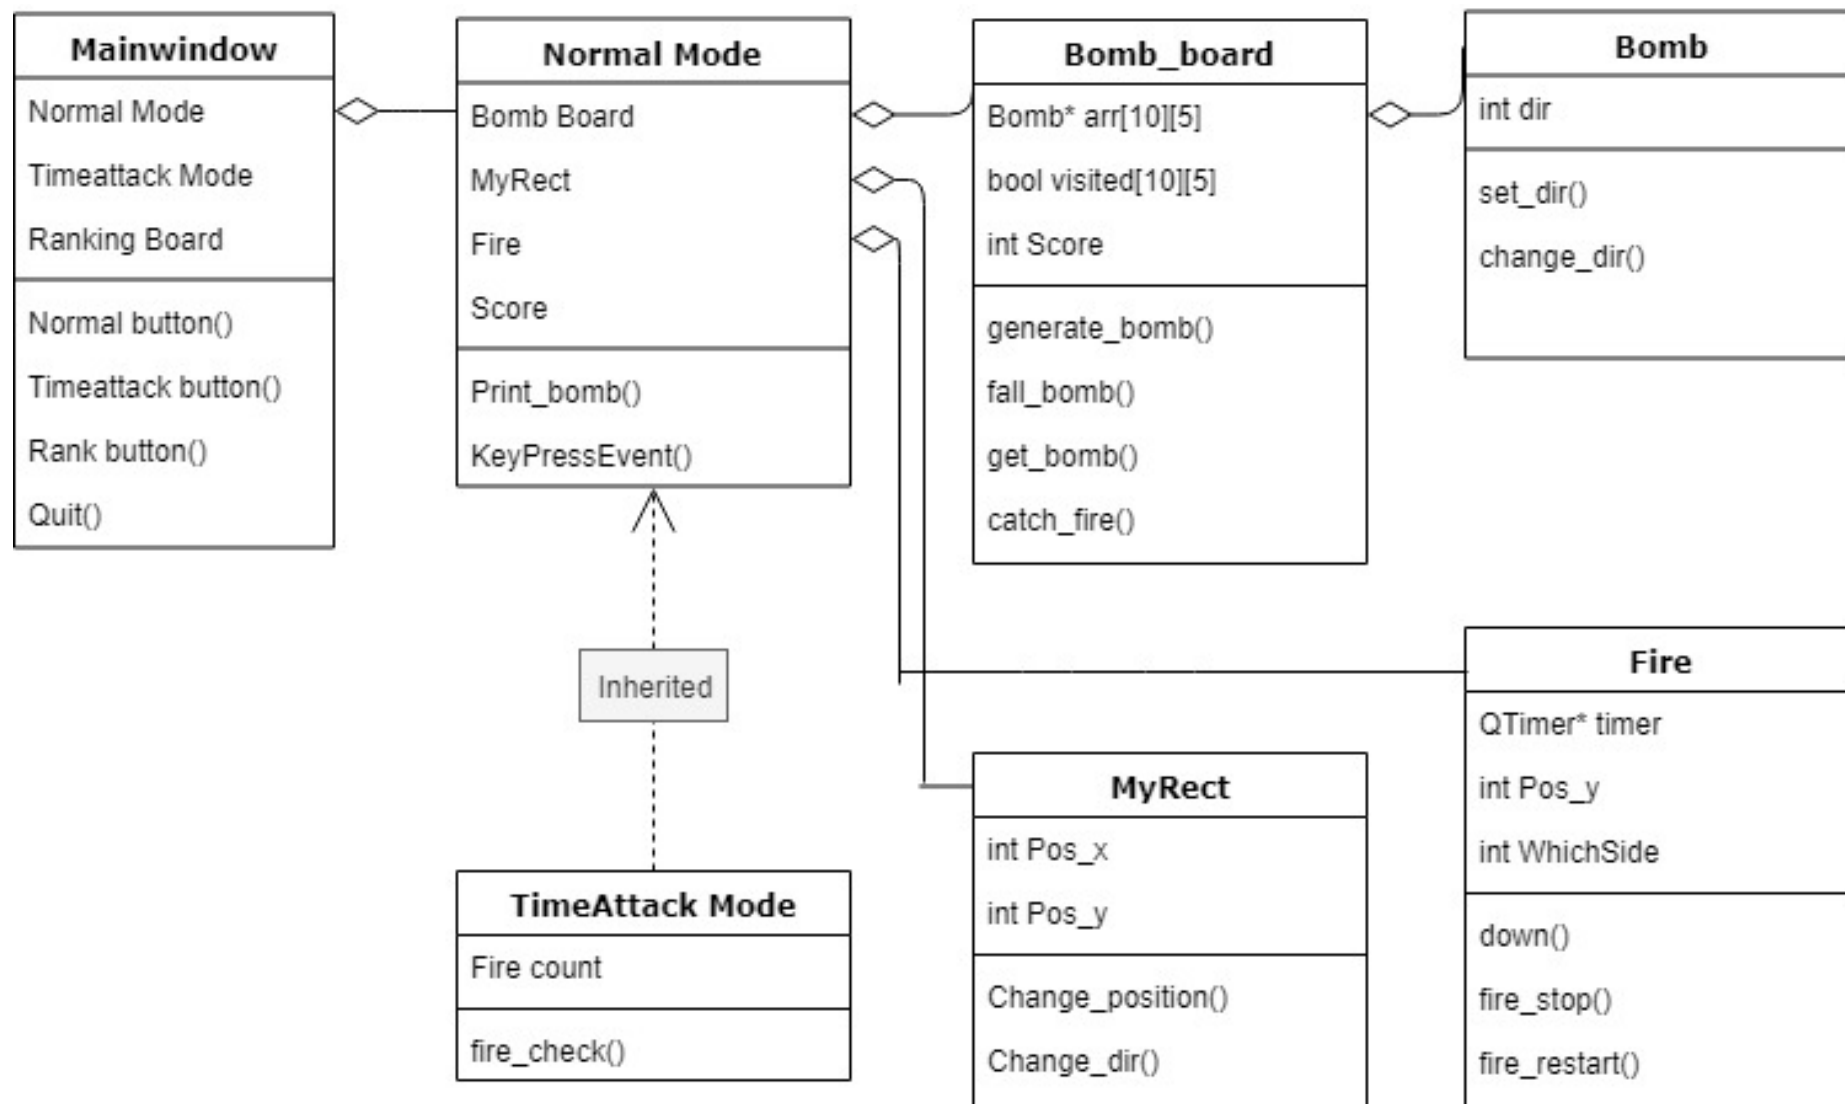 Mainwindow
Normal Mode
Timeattack Mode
Ranking Board
Normal button()
Timeattack button()
Rank button()
Quit()
Normal Mode
Bomb Board
MyRect
Fire
Score
Print_bomb()
KeyPressEvent()
Bomb_board
Bomb* arr[10][5]
bool visited[10][5]
int Score
generate_bomb()
fall_bomb()
get_bomb()
catch_fire()
Bomb
int dir
set_dir()
change_dir()
Inherited
TimeAttack Mode
Fire count
fire_check()
MyRect
int Pos_x
int Pos_y
Change_position()
Change_dir()
Fire
QTimer* timer
int Pos_y
int WhichSide
down()
fire_stop()
fire_restart()